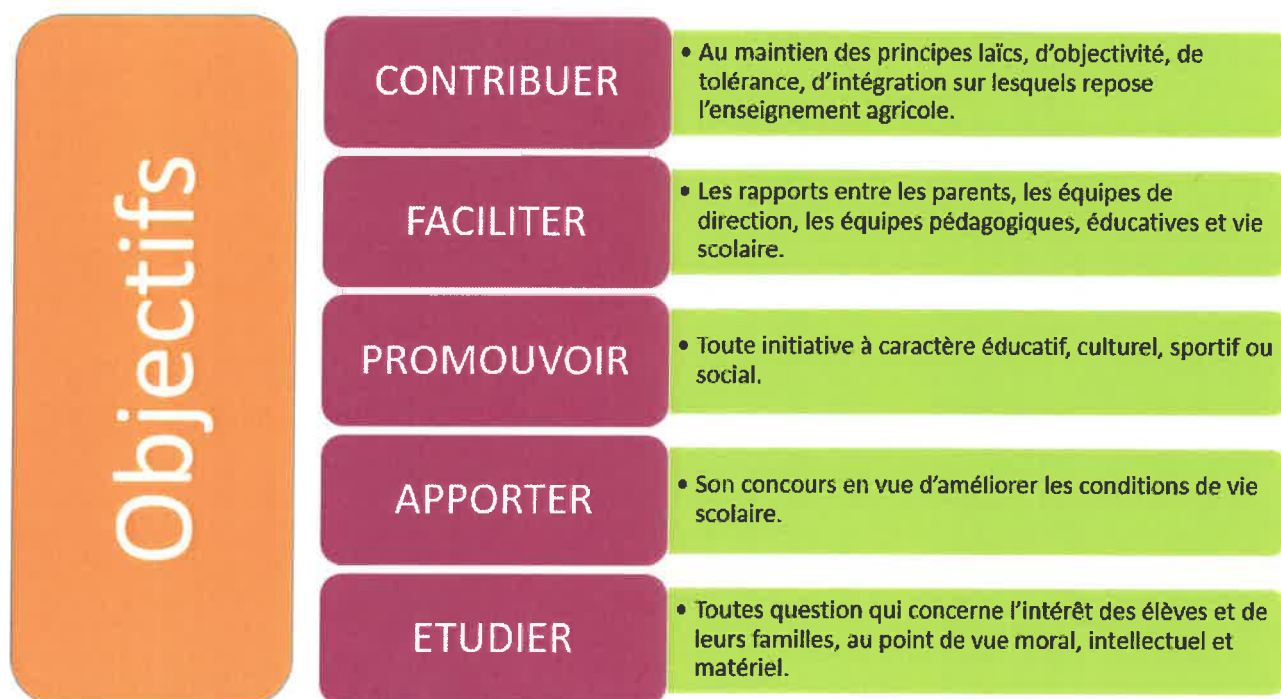 Objectifs
CONTRIBUER
• Au maintien des principes laïcs, d'objectivité, de
tolérance, d'intégration sur lesquels repose
l'enseignement agricole.
FACILITER
• Les rapports entre les parents, les équipes de
direction, les équipes pédagogiques, éducatives et vie
scolaire.
PROMOUVOIR
• Toute initiative à caractère éducatif, culturel, sportif ou
social.
APPORTER
• Son concours en vue d'améliorer les conditions de vie
scolaire.
ETUDIER
• Toutes question qui concerne l'intérêt des élèves et de
leurs familles, au point de vue moral, intellectuel et
matériel.